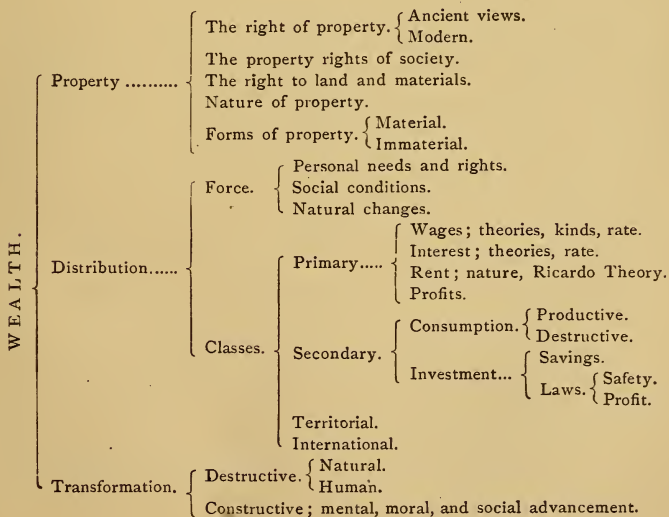 WEALTH.
Property ..........
The right of property.
Ancient views.
Modern.
The property rights of society.
The right to land and materials.
Nature of property.
Forms of property.
Material.
Immaterial.
Distribution......
Force.
Personal needs and rights.
Social conditions.
Natural changes.
Classes.
Primary.....
Wages; theories, kinds, rate.
Interest; theories, rate.
Rent; nature, Ricardo Theory.
Profits.
Secondary.
Consumption.
Productive.
Destructive.
Investment...
Savings.
Laws.
Safety.
Profit.
Territorial.
International.
Transformation.
Destructive.
Natural.
Human.
Constructive; mental, moral, and social advancement.